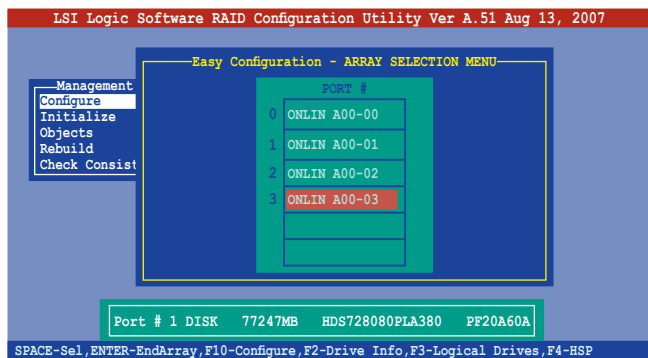 LSI Logic Software RAID Configuration Utility Ver A.51 Aug 13, 2007
Easy Configuration - ARRAY SELECTION MENU
Management
Configure
Initialize
Objects
Rebuild
Check Consist
PORT #
0 ONLIN A00-00
1 ONLIN A00-01
2 ONLIN A00-02
3 ONLIN A00-03
Port # 1 DISK 77247MB HDS728080PLA380 PF20A60A
SPACE-Sel,ENTER-EndArray,F10-Configure,F2-Drive Info,F3-Logical Drives,F4-HSP